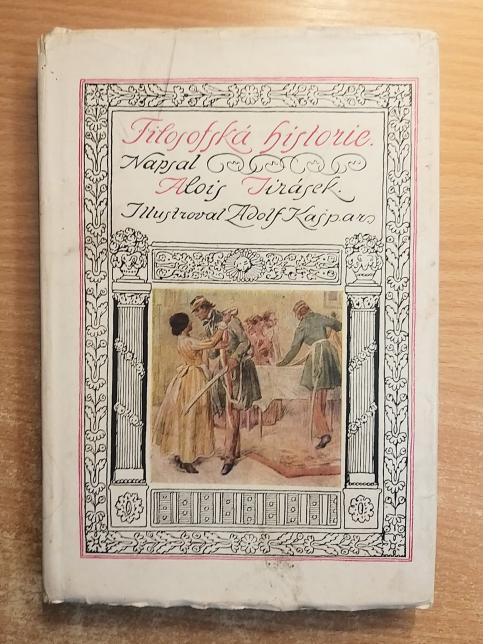 Filosofská historie.
Napsal
Alois Jirásek.
Illustroval Adolf Kašpar